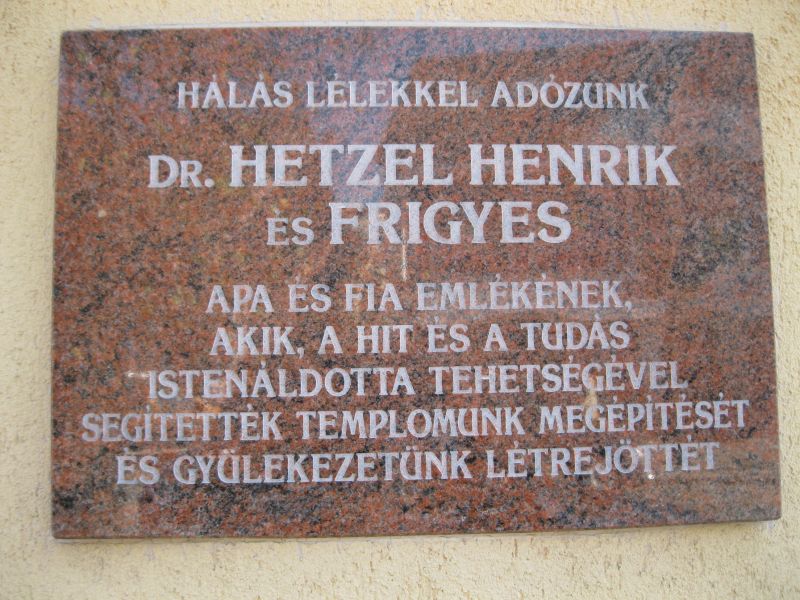 HÁLÁS LÉLEKKEL ADÓZUNK
DR. HETZEL HENRIK
ÉS FRIGYES
APA ÉS FIA EMLÉKÉNEK,
AKIK, A HIT ÉS A TUDÁS
ISTENÁLDOTTA TEHETSÉGÉVEL
SEGÍTETTÉK TEMPLOMUNK MEGÉPÍTÉSÉT
ÉS GYÜLEKEZETÜNK LÉTREJÖTTÉT